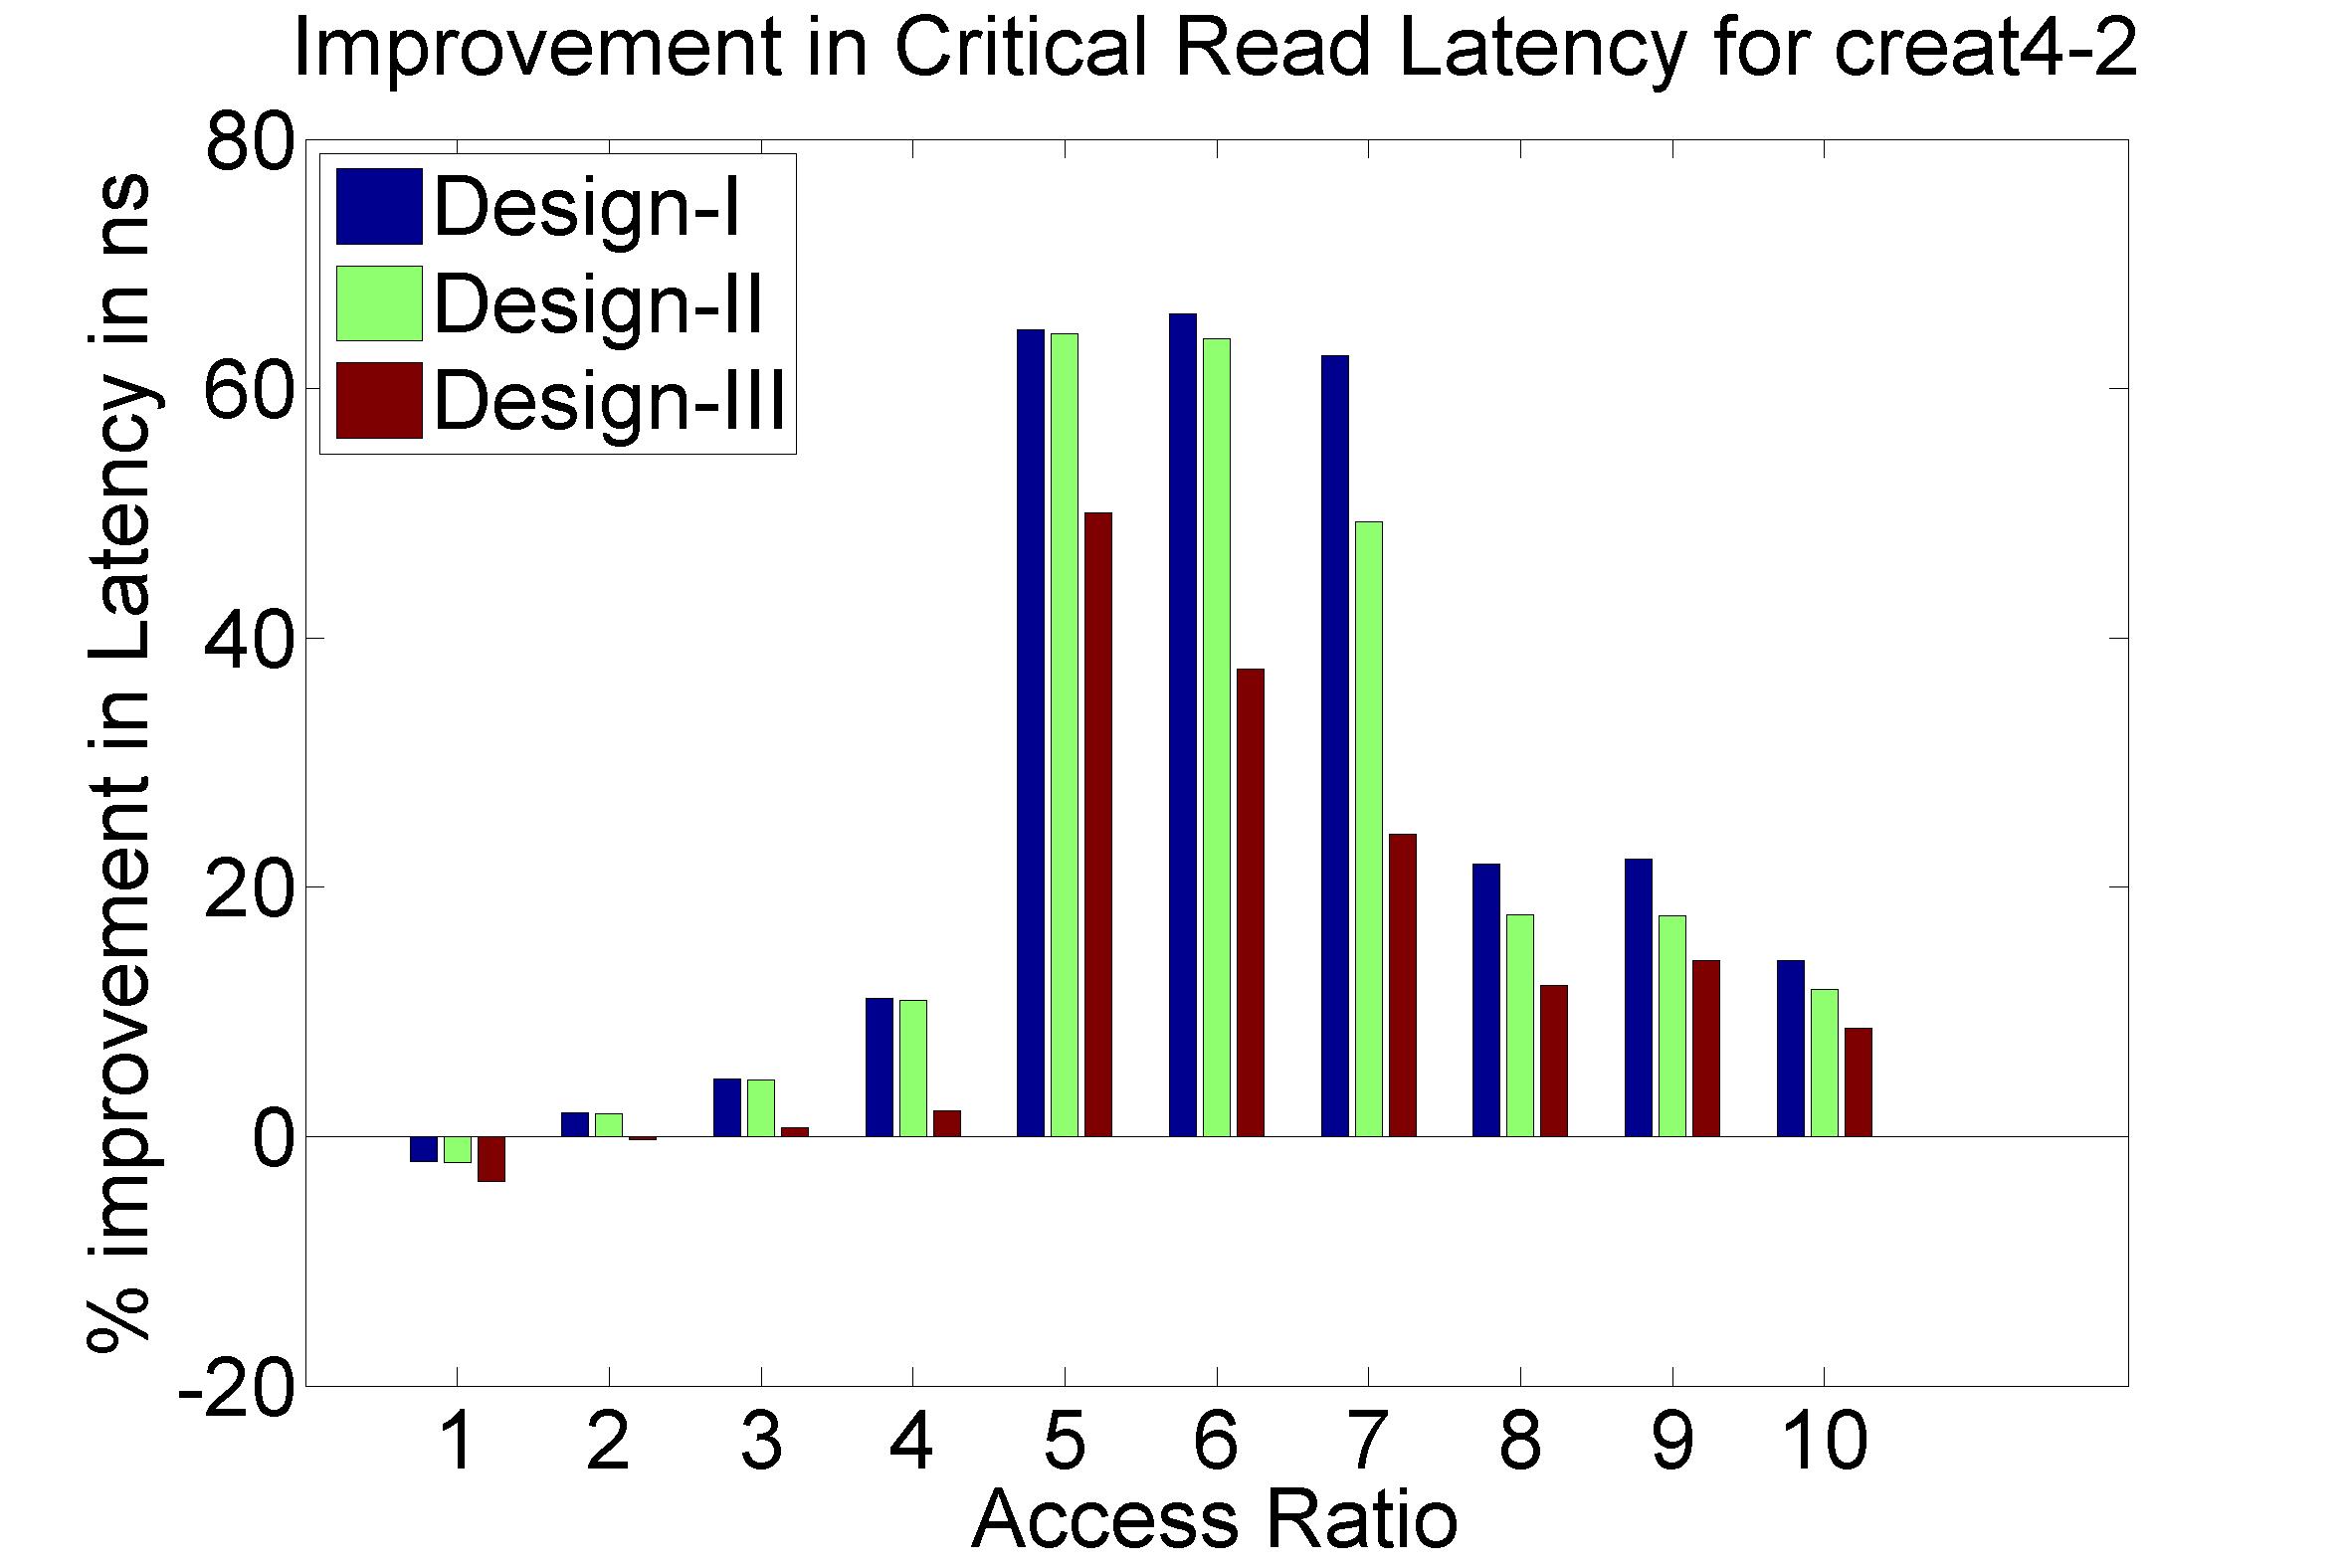 Improvement in Critical Read Latency for creat4-2
% improvement in Latency in ns
80
60
40
20
0
-20
Design-I
Design-II
Design-III
1 2 3 4 5 6 7 8 9 10
Access Ratio